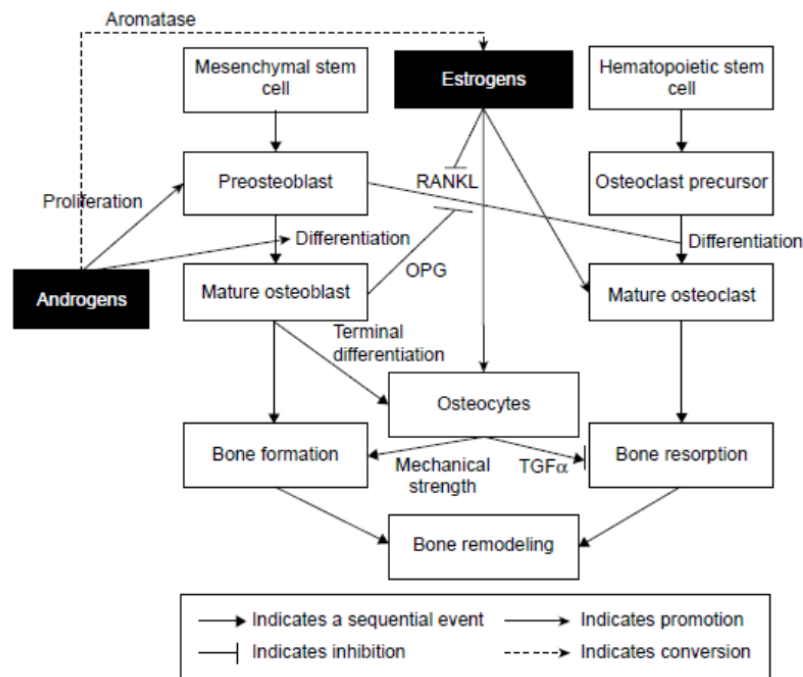 Aromatase
Mesenchymal stem
cell
Estrogens
Hematopoietic stem
cell
Preosteoblast
RANKL
Osteoclast precursor
Proliferation
Differentiation
Differentiation
OPG
Androgens
Mature osteoblast
Mature osteoclast
Terminal
differentiation
Osteocytes
Bone formation
Mechanical
strength
TGFα
Bone resorption
Bone remodeling
Indicates a sequential event
Indicates promotion
Indicates inhibition
Indicates conversion